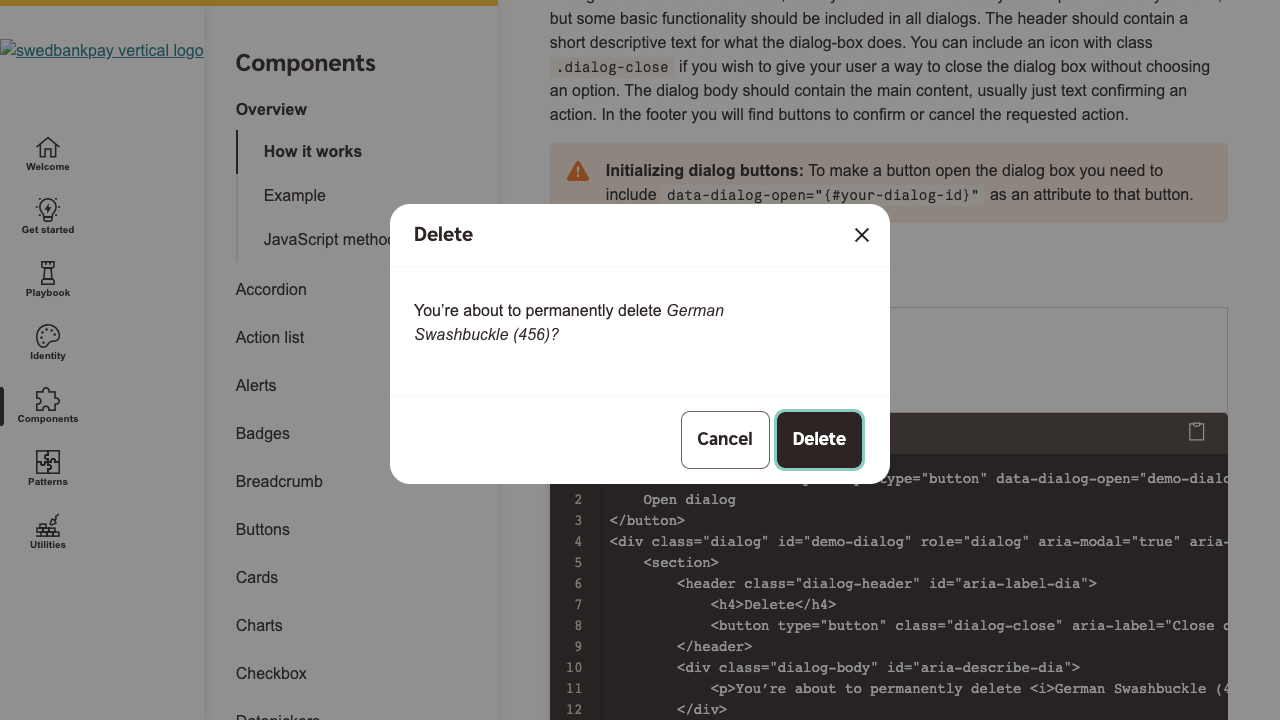 swedbankpay vertical logo
Welcome
Get started
Playbook
Identity
Components
Patterns
Utilities
Components
Overview
How it works
Example
JavaScript
Accordion
Action list
Alerts
Badges
Breadcrumb
Buttons
Cards
Charts
Checkbox
but some basic functionality should be included in all dialogs. The header should contain a
short descriptive text for what the dialog-box does. You can include an icon with class
.dialog-close if you wish to give your user a way to close the dialog box without choosing
an option. The dialog body should contain the main content, usually just text confirming an
action. In the footer you will find buttons to confirm or cancel the requested action.
Initializing dialog buttons: To make a button open the dialog box you need to
include data-dialog-open="{#your-dialog-id}" as an attribute to that button.
Delete
You’re about to permanently delete German
Swashbuckle (456)?
Cancel
Delete
type="button" data-dialog-open="demo-dialo
2 Open dialog
3 </button>
4 <div class="dialog" id="demo-dialog" role="dialog" aria-modal="true" aria-
5 <section>
6 <header class="dialog-header" id="aria-label-dia">
7 <h4>Delete</h4>
8 <button type="button" class="dialog-close" aria-label="Close
9 </header>
10 <div class="dialog-body" id="aria-describe-dia">
11 <p>You’re about to permanently delete <i>German Swashbuckle (4
12 </div>